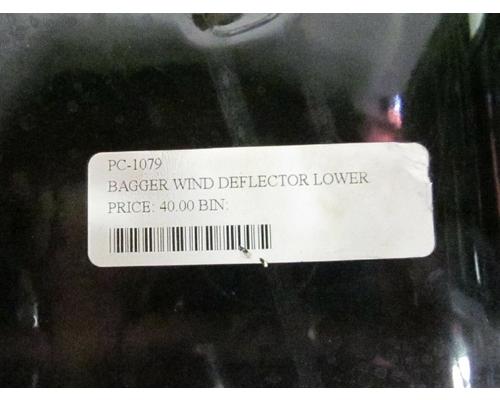 PC-1079
BAGGER WIND DEFLECTOR LOWER
PRICE: 40.00 BIN: